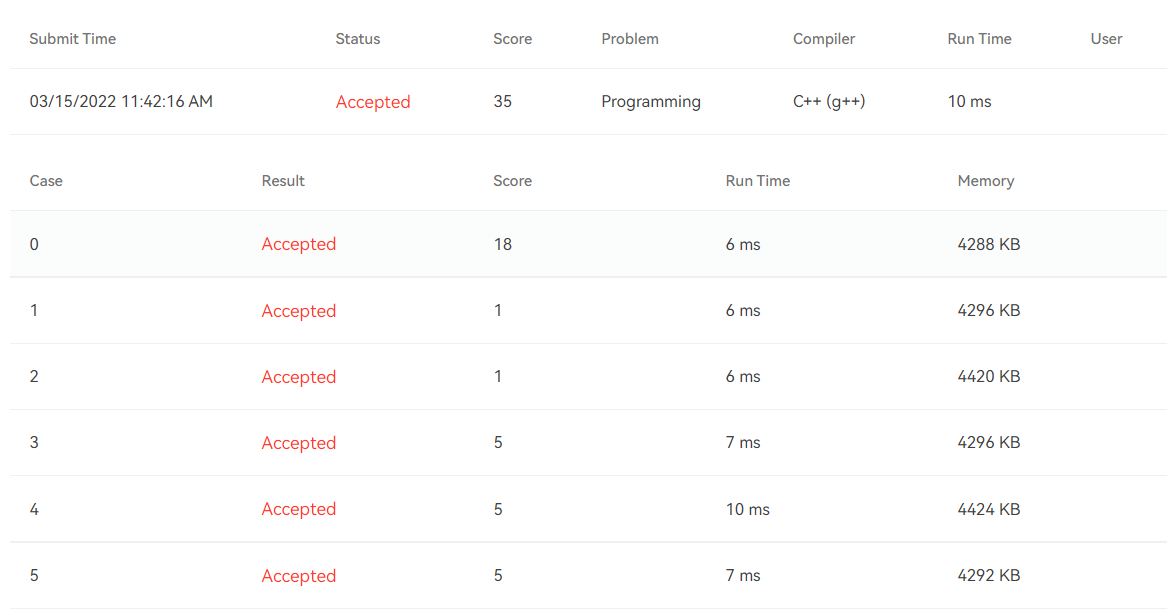 Submit Time Status Score Problem Compiler Run Time User
03/15/2022 11:42:16 AM Accepted 35 Programming C++ (g++) 10 ms
Case Result Score Run Time Memory
0 Accepted 18 6 ms 4288 KB
1 Accepted 1 6 ms 4296 KB
2 Accepted 1 6 ms 4420 KB
3 Accepted 5 7 ms 4296 KB
4 Accepted 5 10 ms 4424 KB
5 Accepted 5 7 ms 4292 KB